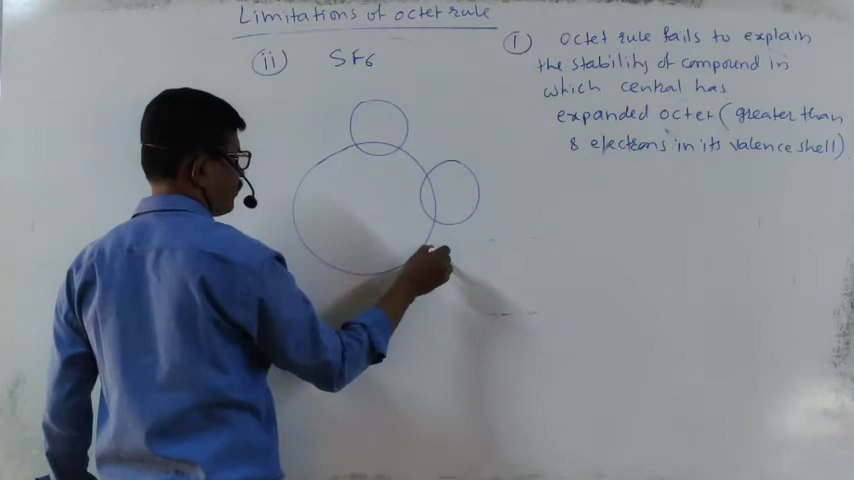 Limitations of octet rule
(ii) SF6
(i) Octet rule fails to explain
the stability of compound in
which central has
expanded octet (greater than
8 electrons in its valence shell)